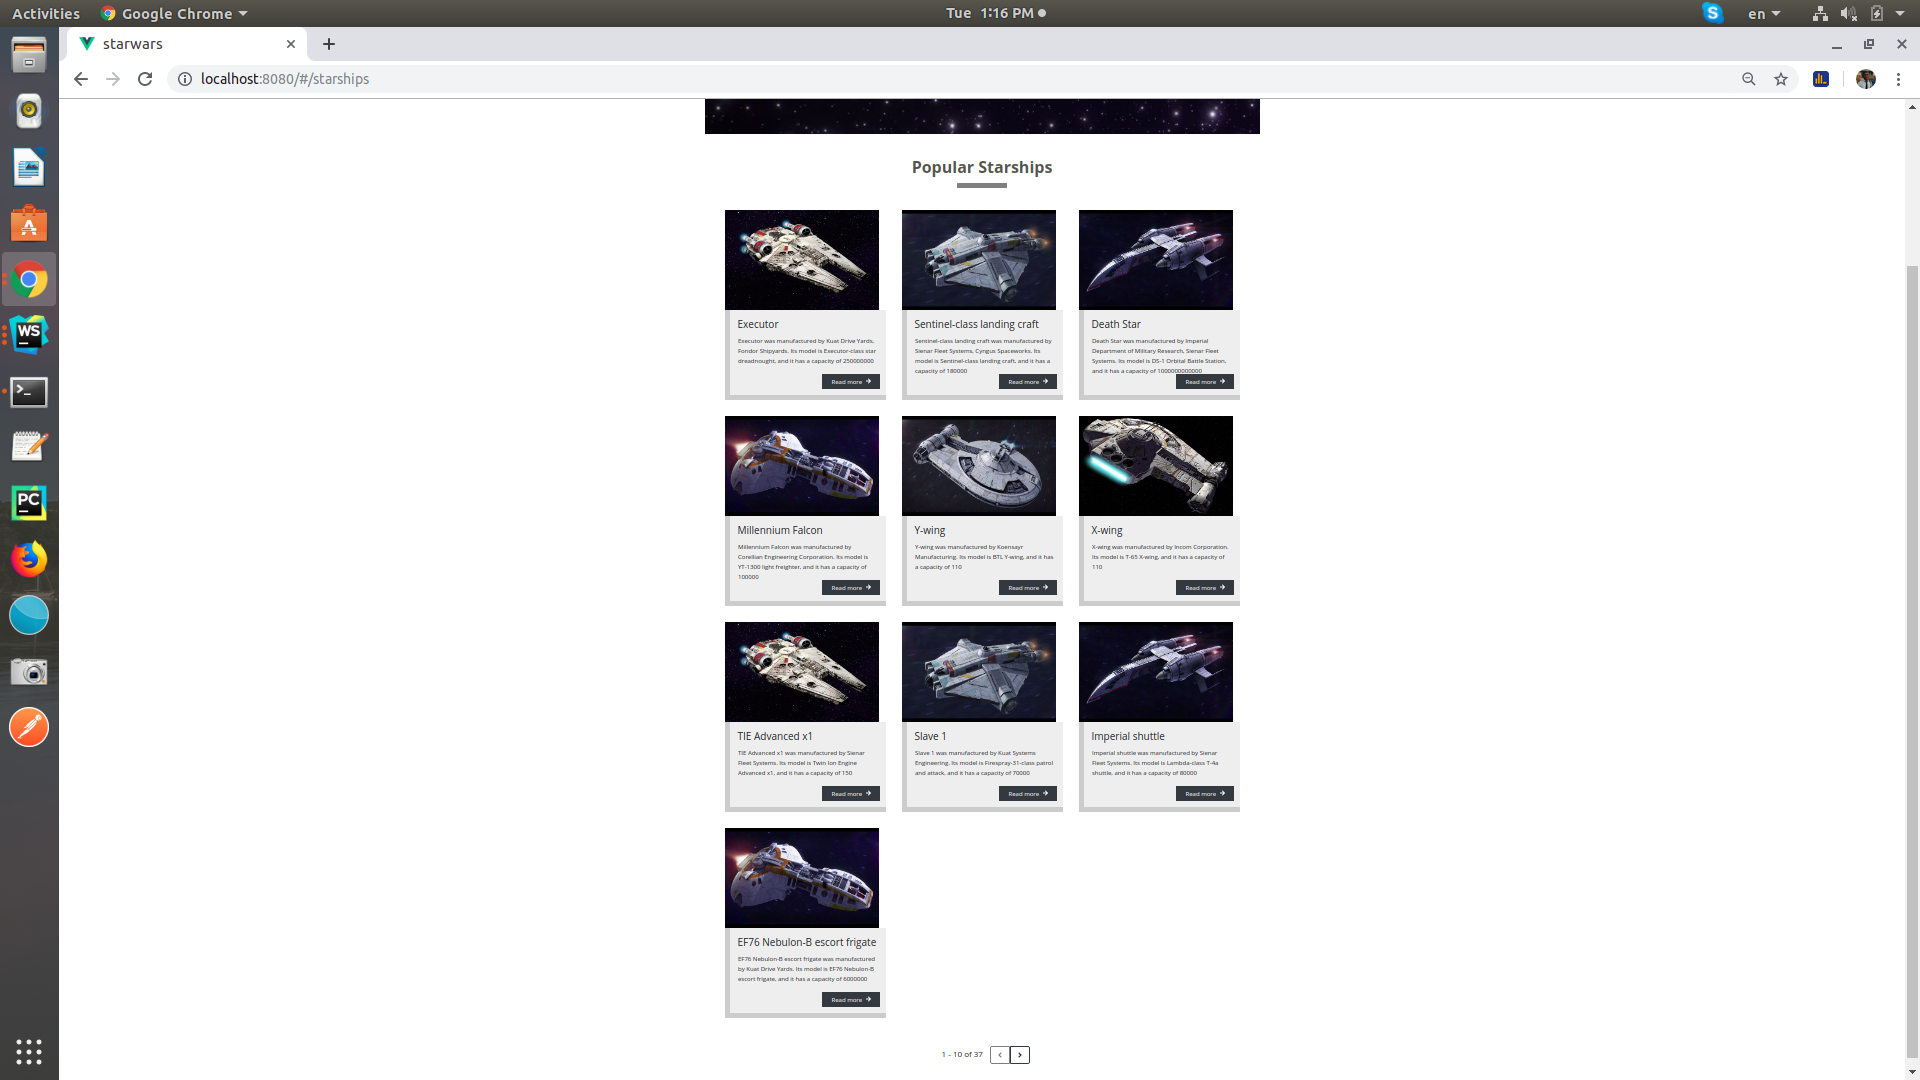 Activities
Google Chrome
Tue 1:16 PM
en
starwars
localhost:8080/#/starships
WS
PC
Popular Starships
Executor
Executor was manufactured by Kuat Drive Yards,
Fondor Shipyards. Its model is Executor-class star
dreadnought, and it has a capacity of 250000000
Read more
Sentinel-class landing craft
Sentinel-class landing craft was manufactured by
Sienar Fleet Systems, Cyngus Spaceworks. Its
model is Sentinel-class landing craft, and it has a
capacity of 180000
Read more
Death Star
Death Star was manufactured by Imperial
Department of Military Research, Sienar Fleet
Systems. Its model is DS-1 Orbital Battle Station,
and it has a capacity of 1000000000000
Read more
Millennium Falcon
Millennium Falcon was manufactured by
Corellian Engineering Corporation. Its model is
YT-1300 light freighter, and it has a capacity of
100000
Read more
Y-wing
Y-wing was manufactured by Koensayr
Manufacturing. Its model is BTL Y-wing, and it has
a capacity of 110
Read more
X-wing
X-wing was manufactured by Incom Corporation.
Its model is T-65 X-wing, and it has a capacity of
110
Read more
TIE Advanced x1
TIE Advanced x1 was manufactured by Sienar
Fleet Systems. Its model is Twin Ion Engine
Advanced x1, and it has a capacity of 150
Read more
Slave 1
Slave 1 was manufactured by Kuat Systems
Engineering. Its model is Firespray-31-class patrol
and attack, and it has a capacity of 70000
Read more
Imperial shuttle
Imperial shuttle was manufactured by Sienar
Fleet Systems. Its model is Lambda-class T-4a
shuttle, and it has a capacity of 80000
Read more
EF76 Nebulon-B escort frigate
EF76 Nebulon-B escort frigate was manufactured
by Kuat Drive Yards. Its model is EF76 Nebulon-B
escort frigate, and it has a capacity of 6000000
Read more
1 - 10 of 37